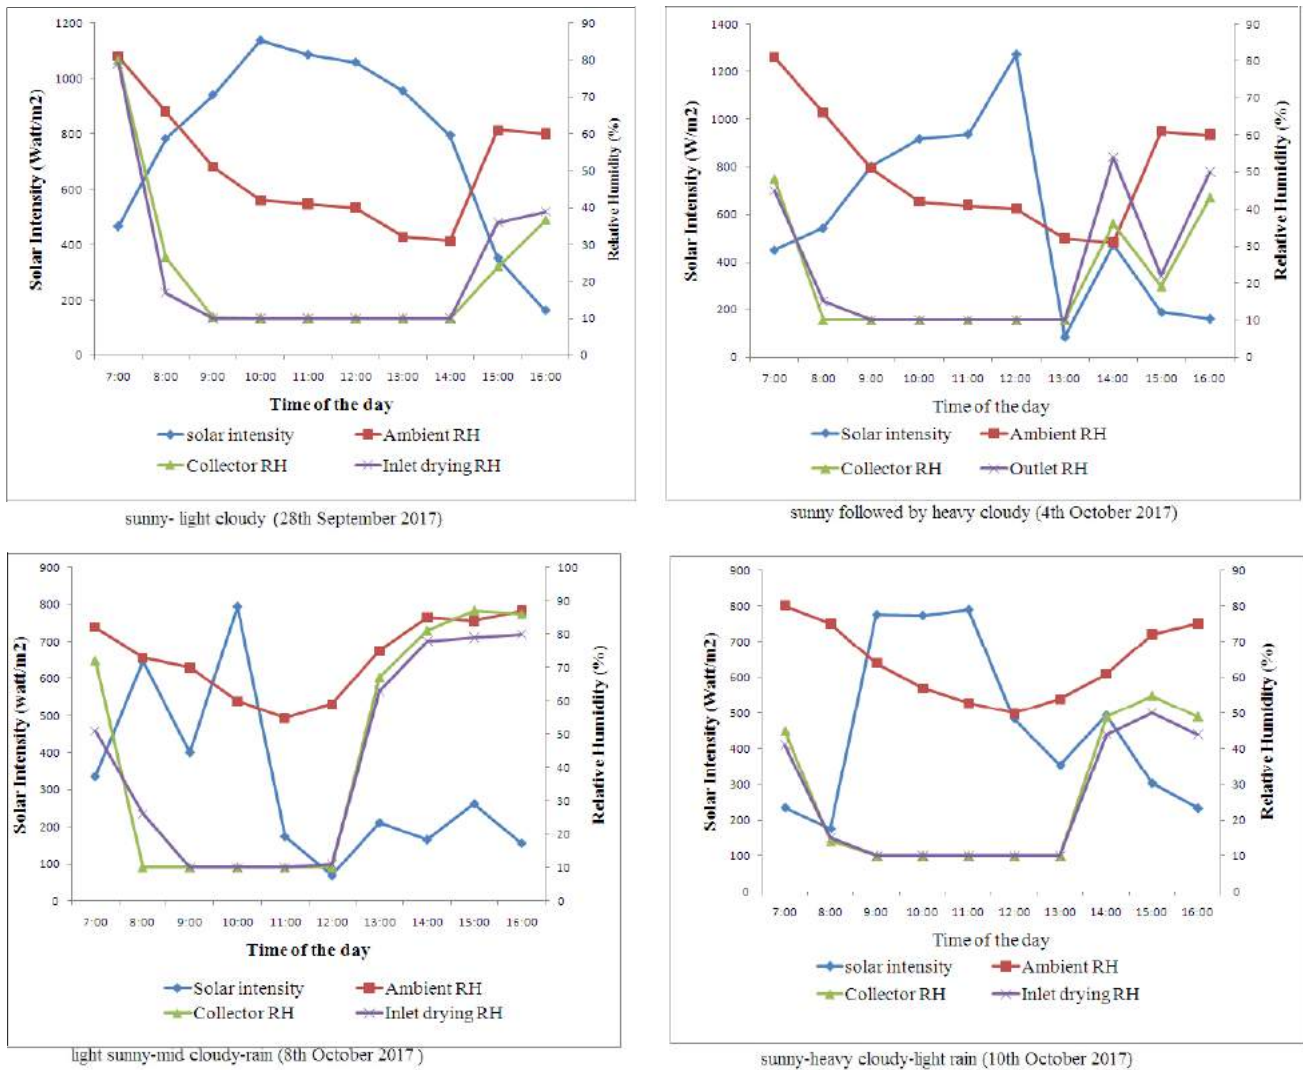 1200
1000
800
600
400
200
0
90
80
70
60
50
40
30
20
10
0
Solar Intensity (Watt/m2)
Relative Humidity (%)
7:00 8:00 9:00 10:00 11:00 12:00 13:00 14:00 15:00 16:00
Time of the day
solar intensity Ambient RH
Collector RH Inlet drying RH
sunny- light cloudy (28th September 2017)
1400
1200
1000
800
600
400
200
0
90
80
70
60
50
40
30
20
10
0
Solar Intensity (W/m2)
Relative Humidity (%)
7:00 8:00 9:00 10:00 11:00 12:00 13:00 14:00 15:00 16:00
Time of the day
Solar intensity Ambient RH
Collector RH Outlet RH
sunny followed by heavy cloudy (4th October 2017)
900
800
700
600
500
400
300
200
100
0
100
90
80
70
60
50
40
30
20
10
0
Solar Intensity (watt/m2)
Relative Humidity (%)
7:00 8:00 9:00 10:00 11:00 12:00 13:00 14:00 15:00 16:00
Time of the day
Solar intensity Ambient RH
Collector RH Inlet drying RH
light sunny-mid cloudy-rain (8th October 2017 )
900
800
700
600
500
400
300
200
100
0
90
80
70
60
50
40
30
20
10
0
Solar Intensity (Watt/m2)
Relative Humidity (%)
7:00 8:00 9:00 10:00 11:00 12:00 13:00 14:00 15:00 16:00
Time of the day
solar intensity Ambient RH
Collector RH Inlet drying RH
sunny-heavy cloudy-light rain (10th October 2017)